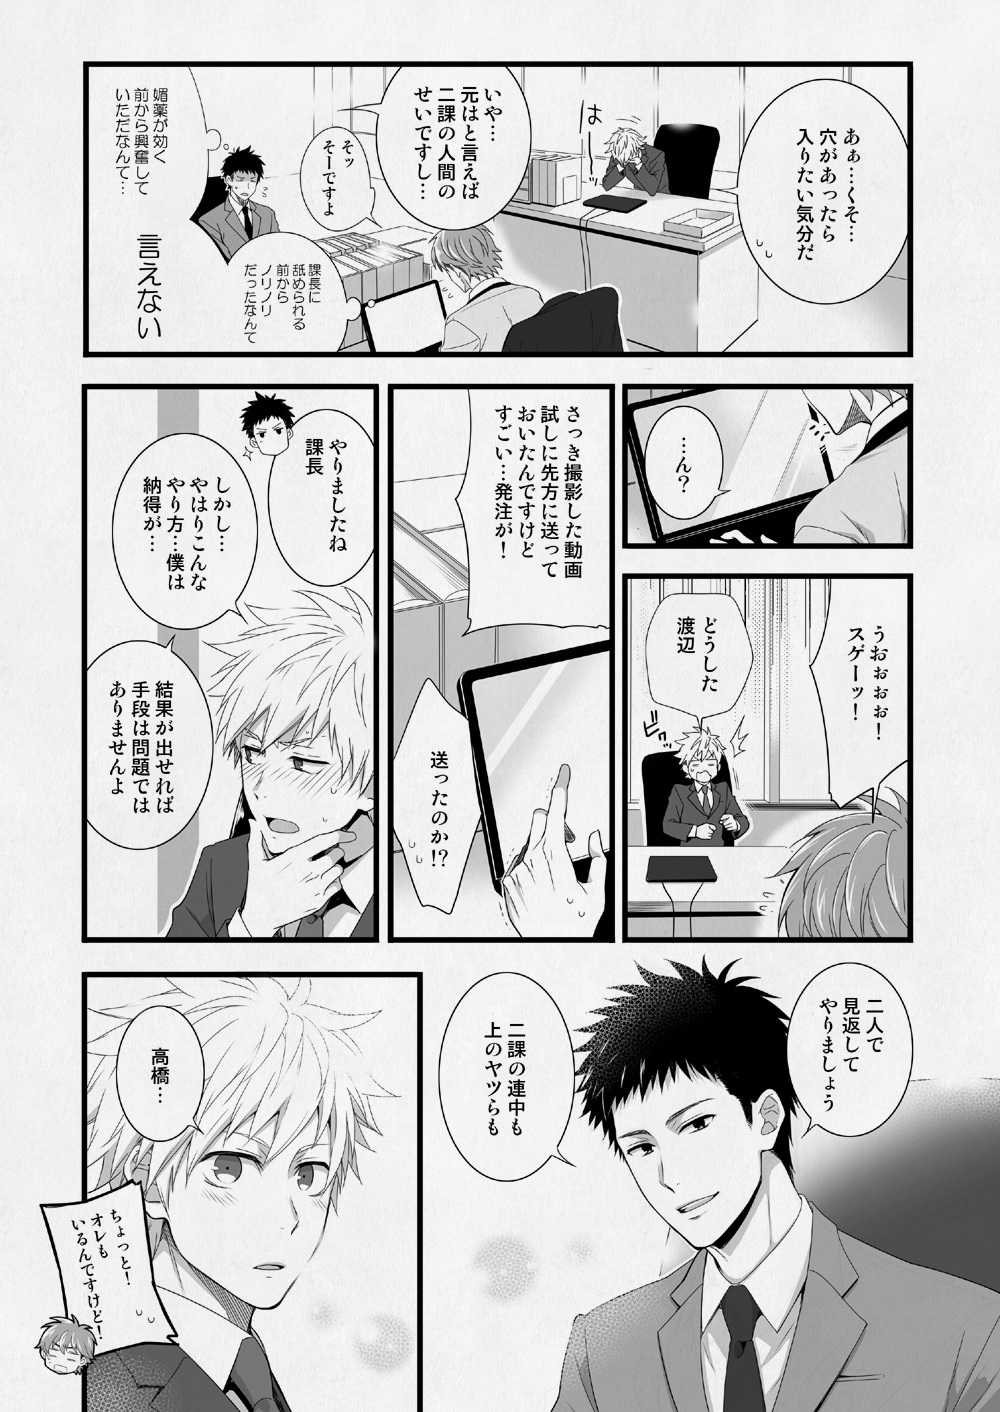 あぁ…くそ…
穴があったら
入りたい気分だ
はーっ
いや…
元はと言えば
二課の人間の
せいですし…
そッ
そーですよ
課長に
舐められる
前から
ノリノリ
だったなんて
媚薬が効く
前から興奮して
いただなんて…
言えない
…ん?
うおぉぉぉ!
スゲーッ!
どうした
渡辺
ビクッ
さっき撮影した動画
試しに先方に送って
おいたんですけど
すごい…発注が!
送ったのか!?
やりましたね
課長
しかし…
やはりこんな
やり方…僕は
納得が…
結果が出せれば
手段は問題では
ありませんよ
二人で
見返して
やりましょう
二課の連中も
上のヤツらも
高橋…
ちょっと!
オレも
いるんですけど!